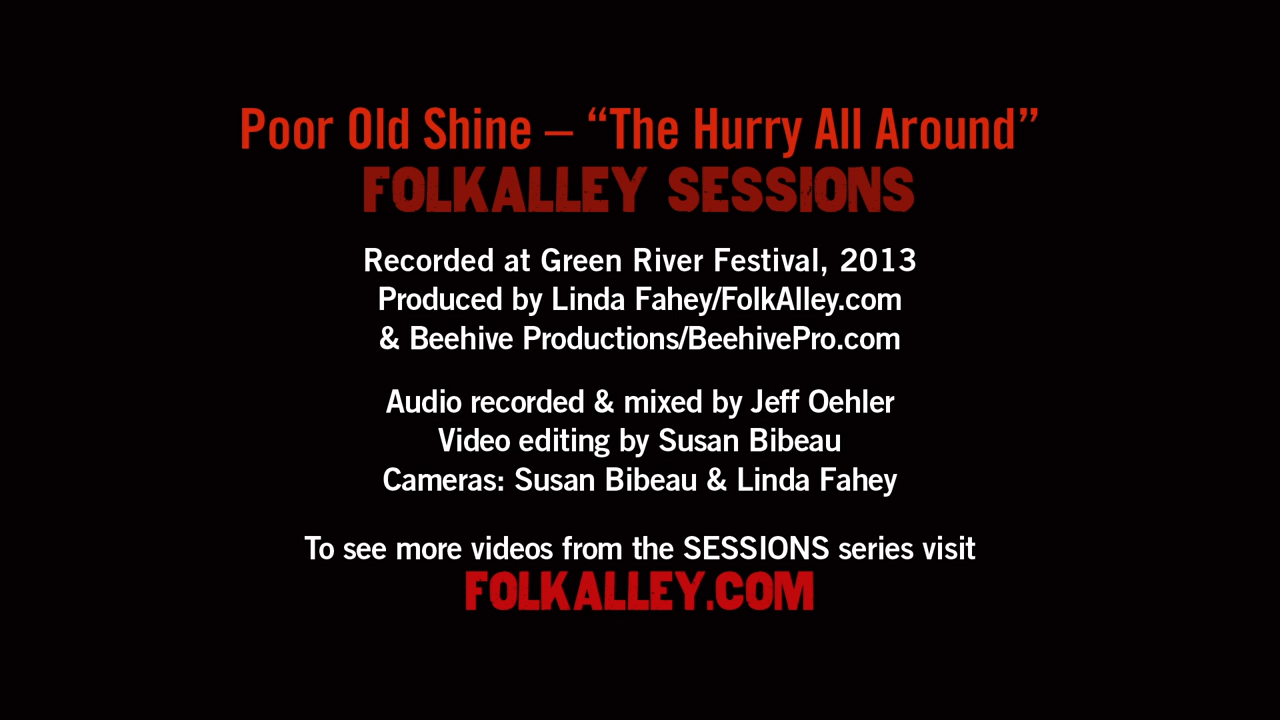 Poor Old Shine – “The Hurry All Around”
FOLKALLEY SESSIONS
Recorded at Green River Festival, 2013
Produced by Linda Fahey/FolkAlley.com
& Beehive Productions/BeehivePro.com
Audio recorded & mixed by Jeff Oehler
Video editing by Susan Bibeau
Cameras: Susan Bibeau & Linda Fahey
To see more videos from the SESSIONS series visit
FOLKALLEY.COM